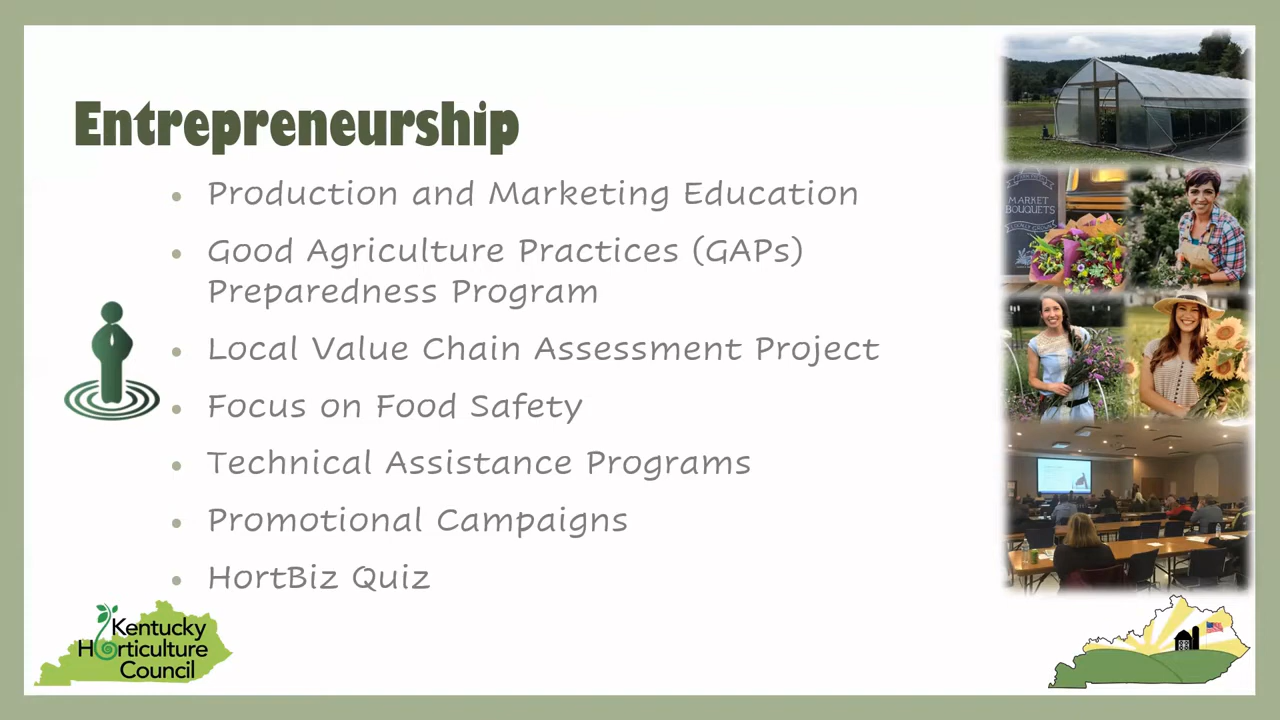 Entrepreneurship
Production and Marketing Education
Good Agriculture Practices (GAPs)
Preparedness Program
Local Value Chain Assessment Project
Focus on Food Safety
Technical Assistance Programs
Promotional Campaigns
HortBiz Quiz
MARKET
BOUQUETS
Kentucky
Horticulture
Council